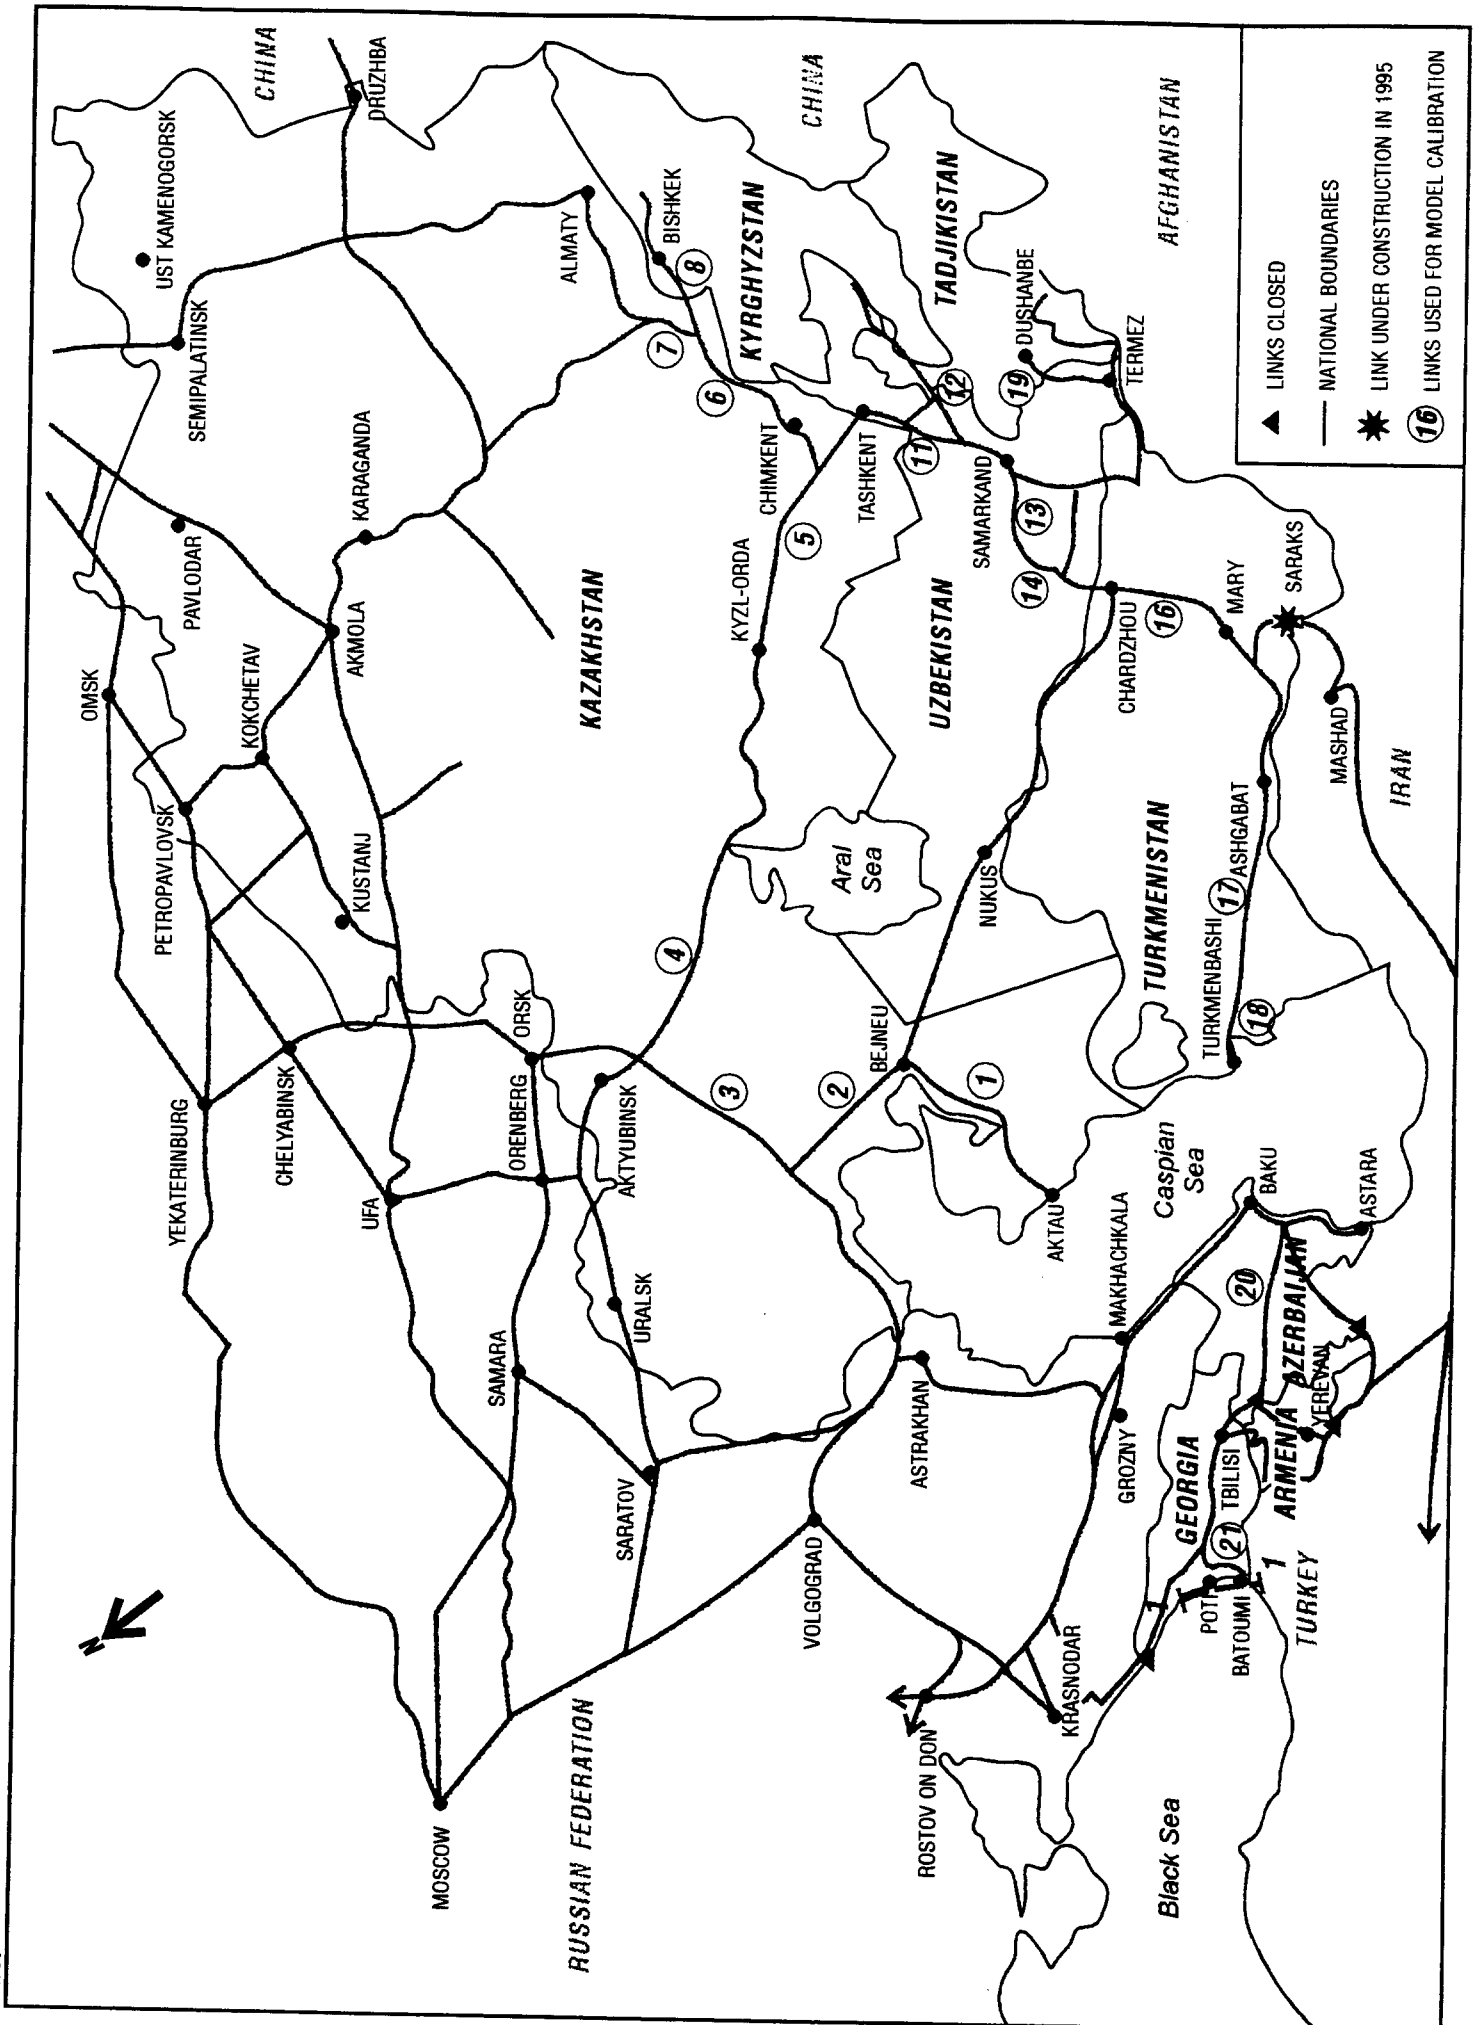 MOSCOW
RUSSIAN FEDERATION
YEKATERINBURG
CHELYABINSK
UFA
SAMARA
ORENBERG
ORSK
SARATOV
URALSK
AKTYUBINSK
VOLGOGRAD
ASTRAKHAN
ROSTOV ON DON
KRASNODAR
GROZNY
MAKHACHKALA
Black Sea
Caspian
Sea
GEORGIA
POTI
BATOUMI
TBILISI
TURKEY
ARMENIA
YEREVAN
AZERBAIJAN
BAKU
ASTARA
1
1
21
20
OMSK
PETROPAVLOVSK
KOKCHETAV
KUSTANJ
PAVLODAR
AKMOLA
KARAGANDA
SEMIPALATINSK
UST KAMENOGORSK
CHINA
DRUZHBA
KAZAKHSTAN
ALMATY
BISHKEK
8
7
6
KYRGHYZSTAN
CHINA
CHIMKENT
KYZL-ORDA
5
4
3
2
1
BEJNEU
AKTAU
Aral
Sea
NUKUS
UZBEKISTAN
TASHKENT
11
12
SAMARKAND
13
14
TADJIKISTAN
DUSHANBE
19
TERMEZ
AFGHANISTAN
CHARDZHOU
16
MARY
SARAKS
MASHAD
IRAN
TURKMENISTAN
ASHGABAT
17
TURKMENBASHI
18
N
LINKS CLOSED
NATIONAL BOUNDARIES
LINK UNDER CONSTRUCTION IN 1995
16 LINKS USED FOR MODEL CALIBRATION